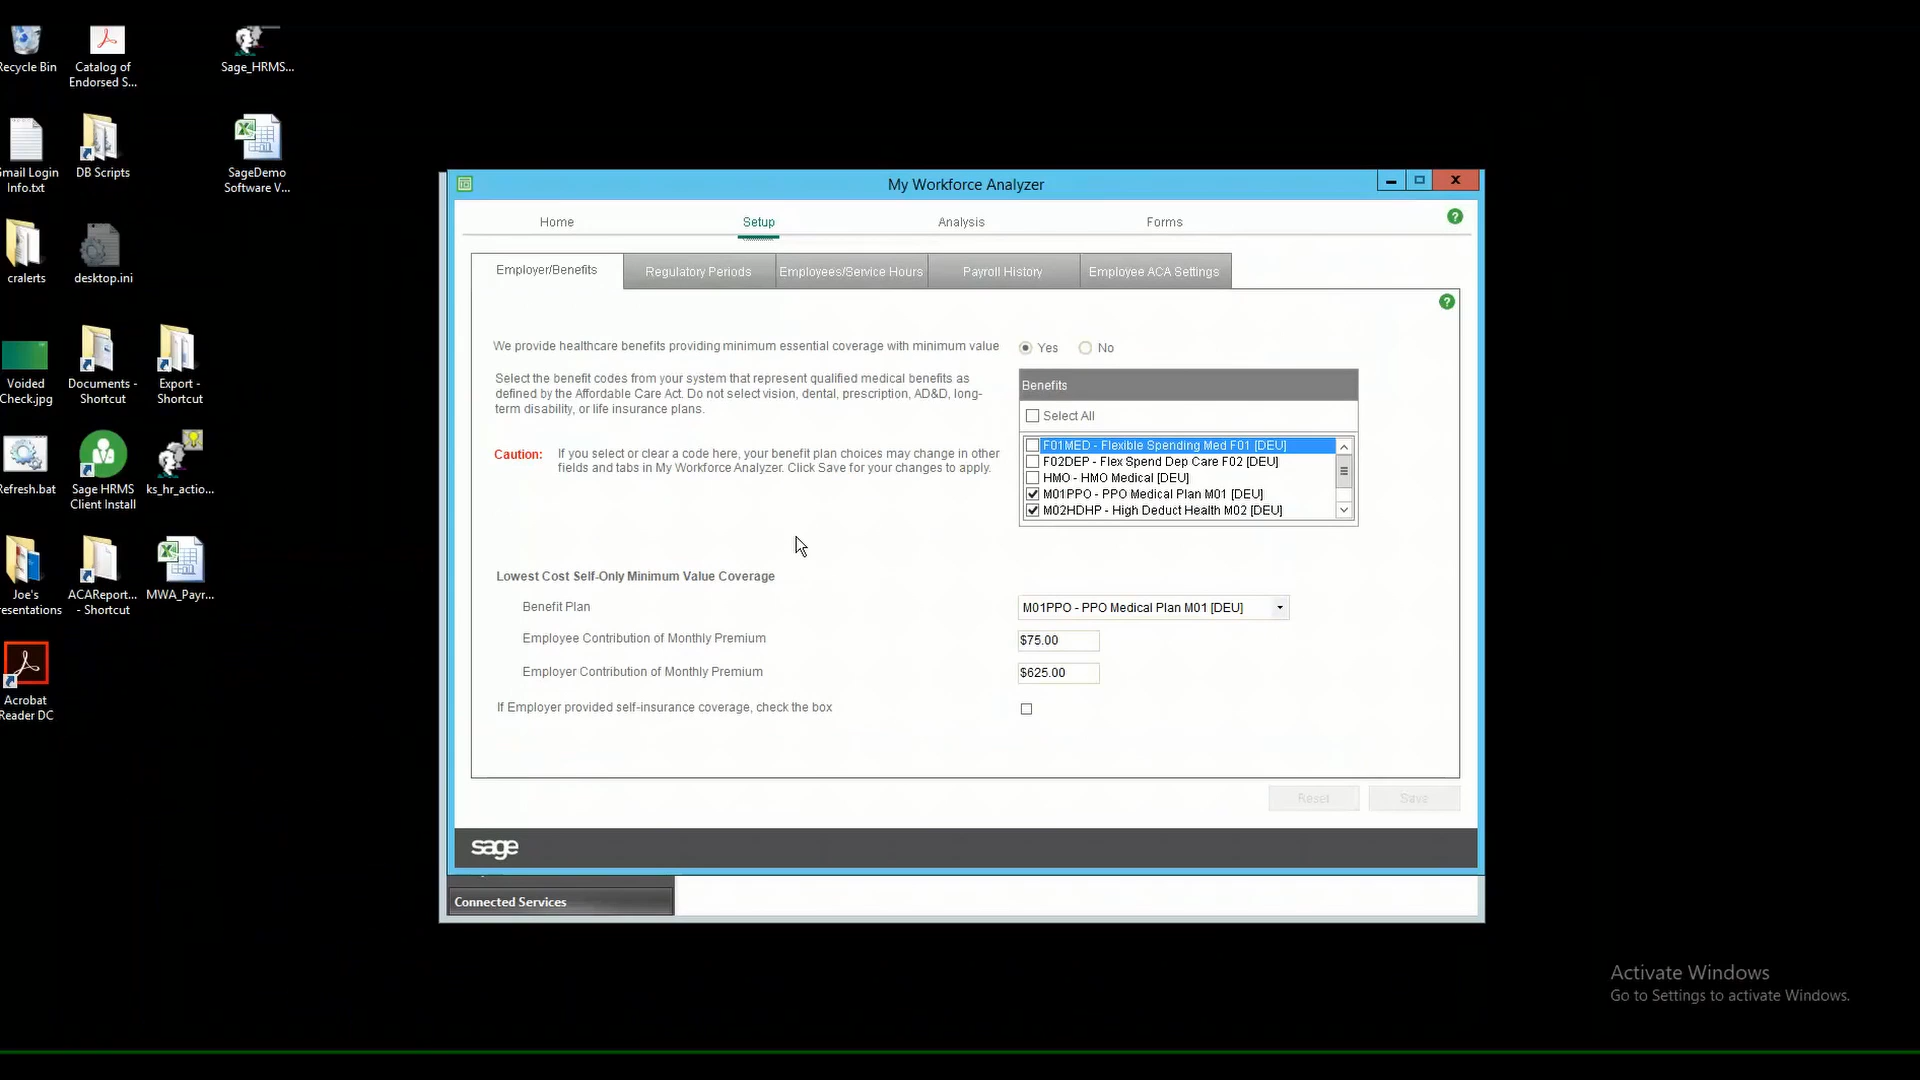 Recycle Bin
Catalog of
Endorsed S...
Sage_HRMS...
Gmail Login
Info.txt
DB Scripts
SageDemo
Software V...
cralerts
desktop.ini
Voided
Check.jpg
Documents -
Shortcut
Export -
Shortcut
Refresh.bat
Sage HRMS
Client Install
ks_hr_actio...
Joe's
Presentations
ACAReport...
- Shortcut
MWA_Payr...
Acrobat
Reader DC
My Workforce Analyzer
Home
Setup
Analysis
Forms
Employer/Benefits
Regulatory Periods
Employees/Service Hours
Payroll History
Employee ACA Settings
We provide healthcare benefits providing minimum essential coverage with minimum value
Yes
No
Select the benefit codes from your system that represent qualified medical benefits as
defined by the Affordable Care Act. Do not select vision, dental, prescription, AD&D, long-
term disability, or life insurance plans.
Benefits
Select All
Caution: If you select or clear a code here, your benefit plan choices may change in other
fields and tabs in My Workforce Analyzer. Click Save for your changes to apply.
F01MED - Flexible Spending Med F01 [DEU]
F02DEP - Flex Spend Dep Care F02 [DEU]
HMO - HMO Medical [DEU]
M01PPO - PPO Medical Plan M01 [DEU]
M02HDHP - High Deduct Health M02 [DEU]
Lowest Cost Self-Only Minimum Value Coverage
Benefit Plan
M01PPO - PPO Medical Plan M01 [DEU]
Employee Contribution of Monthly Premium
$75.00
Employer Contribution of Monthly Premium
$625.00
If Employer provided self-insurance coverage, check the box
Reset
Save
sage
Connected Services
Activate Windows
Go to Settings to activate Windows.